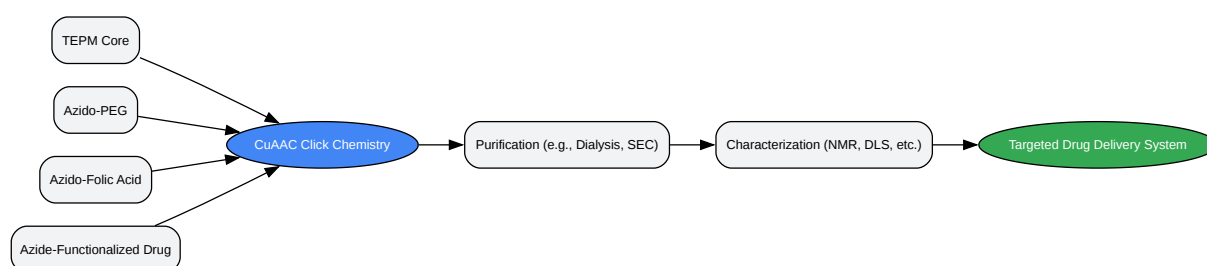 TEPM Core
Azido-PEG
Azido-Folic Acid
Azide-Functionalized Drug
CuAAC Click Chemistry
Purification (e.g., Dialysis, SEC)
Characterization (NMR, DLS, etc.)
Targeted Drug Delivery System